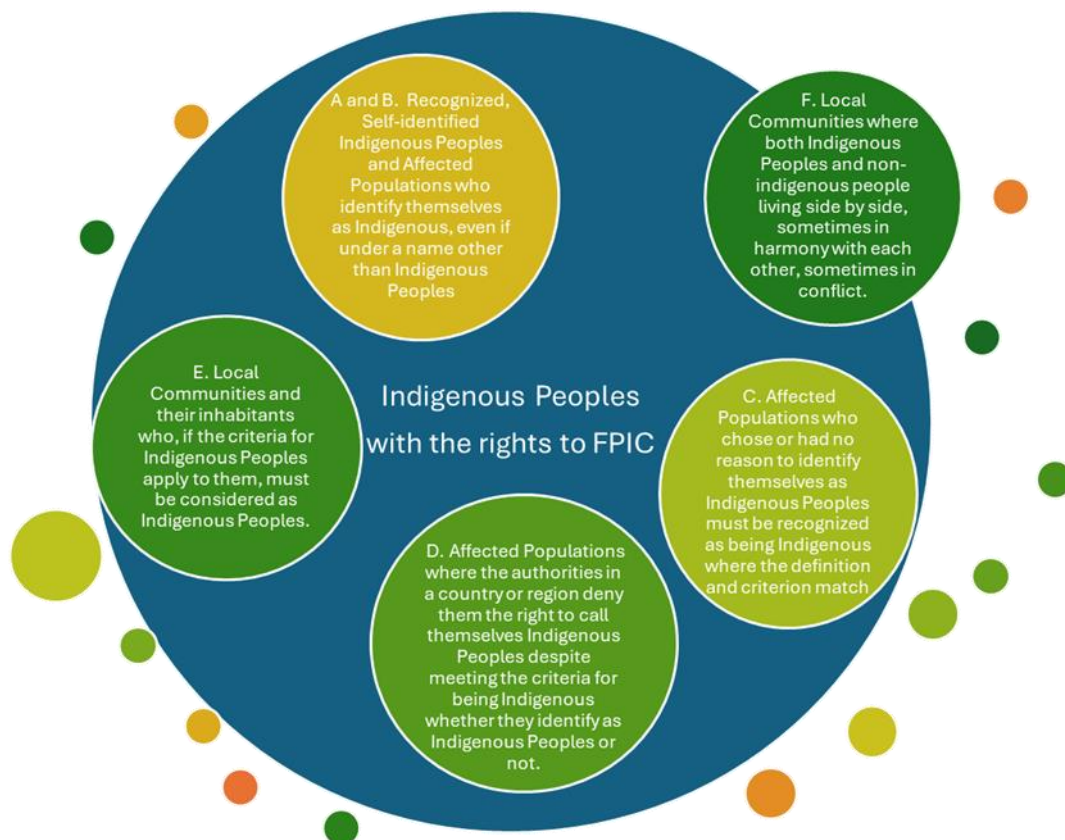 A and B.  Recognized,
Self-identified
Indigenous Peoples
and Affected
Populations who
identify themselves
as Indigenous, even if
under a name other
than Indigenous
Peoples
F. Local
Communities where
both Indigenous
Peoples and non-
indigenous people
living side by side,
sometimes in
harmony with each
other, sometimes in
conflict.
E. Local
Communities and
their inhabitants
who, if the criteria for
Indigenous Peoples
apply to them, must
be considered as
Indigenous Peoples.
Indigenous Peoples
with the rights to FPIC
C. Affected
Populations who
chose or had no
reason to identify
themselves as
Indigenous Peoples
must be recognized
as being Indigenous
where the definition
and criterion match
D. Affected Populations
where the authorities in
a country or region deny
them the right to call
themselves Indigenous
Peoples despite
meeting the criteria for
being Indigenous
whether they identify as
Indigenous Peoples or
not.